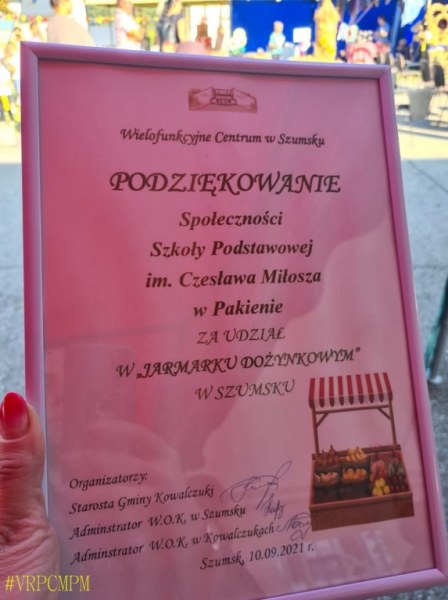 Wielofunkcyjne Centrum w Szumsku
PODZIĘKOWANIE
Społeczności
Szkoły Podstawowej
im. Czesława Miłosza
w Pakienie
ZA UDZIAŁ
W „JARMARKU DOŻYNKOWYM”
W SZUMSKU
Organizatorzy:
Starosta Gminy Kowalczuki
Adminstrator W.O.K. w Szumsku
Adminstrator W.O.K. w Kowalczukach
Szumsk, 10.09.2021 r.
#VRPCMPM